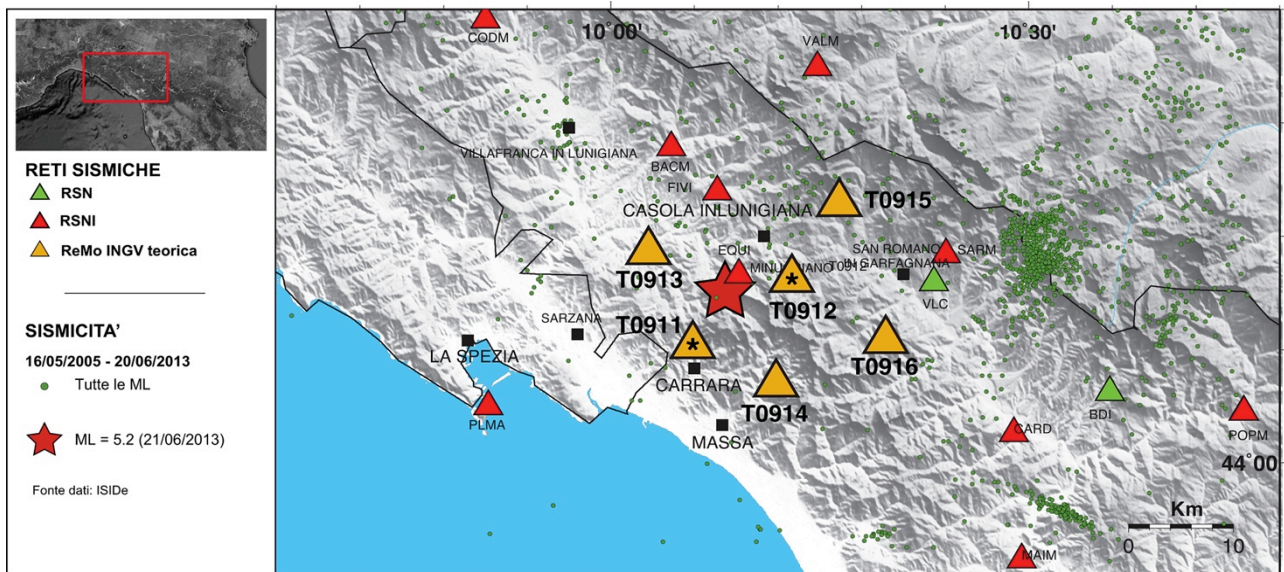 RETI SISMICHE
RSN
RSNI
ReMo INGV teorica
SISMICITA'
16/05/2005 - 20/06/2013
Tutte le ML
ML = 5.2 (21/06/2013)
Fonte dati: ISIDe
10°00'
10°30'
CODM
VALM
VILLAFRANCA IN LUNIGIANA
BACM
FIVI
CASOLA INLUNIGIANA
T0915
EQUI
SAN ROMANO
SARM
IN GARFAGNANA
T0912
T0913
T0912
VLC
T0911
SARZANA
LA SPEZIA
T0916
CARRARA
T0914
PLMA
MASSA
CARD
BDI
POPM
44°00
Km
0
10
MAIM